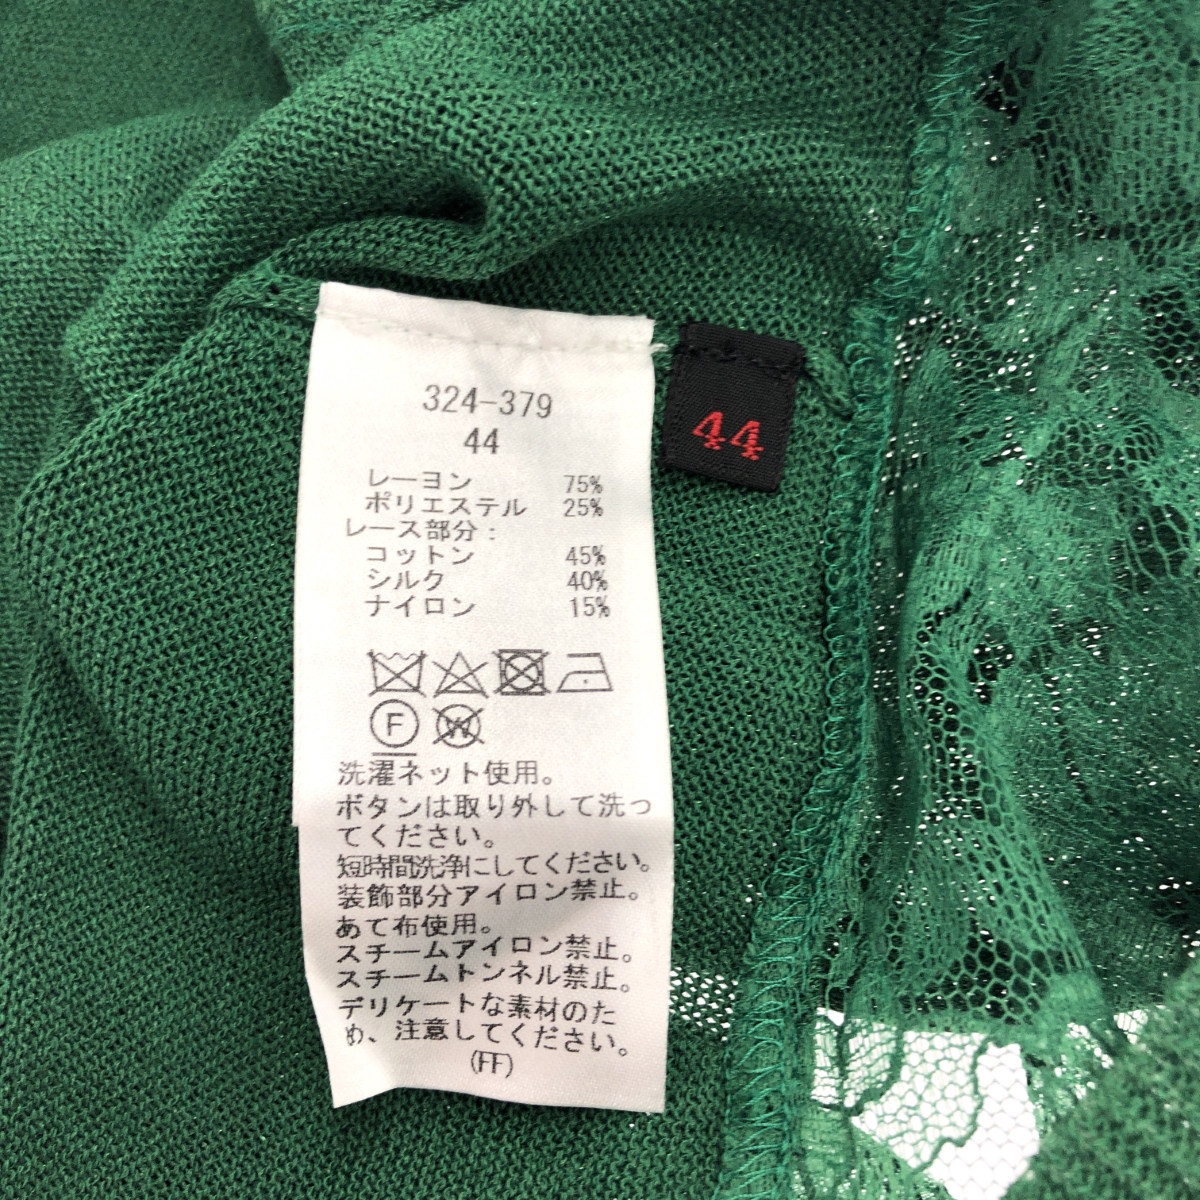 324-379
44
44
レーヨン 75%
ポリエステル 25%
レース部分:
コットン 45%
シルク 40%
ナイロン 15%
F W
洗濯ネット使用。
ボタンは取り外して洗っ
てください。
短時間洗浄にしてください。
装飾部分アイロン禁止。
あて布使用。
スチームアイロン禁止。
スチームトンネル禁止。
デリケートな素材のた
め、注意してください。
(FF)